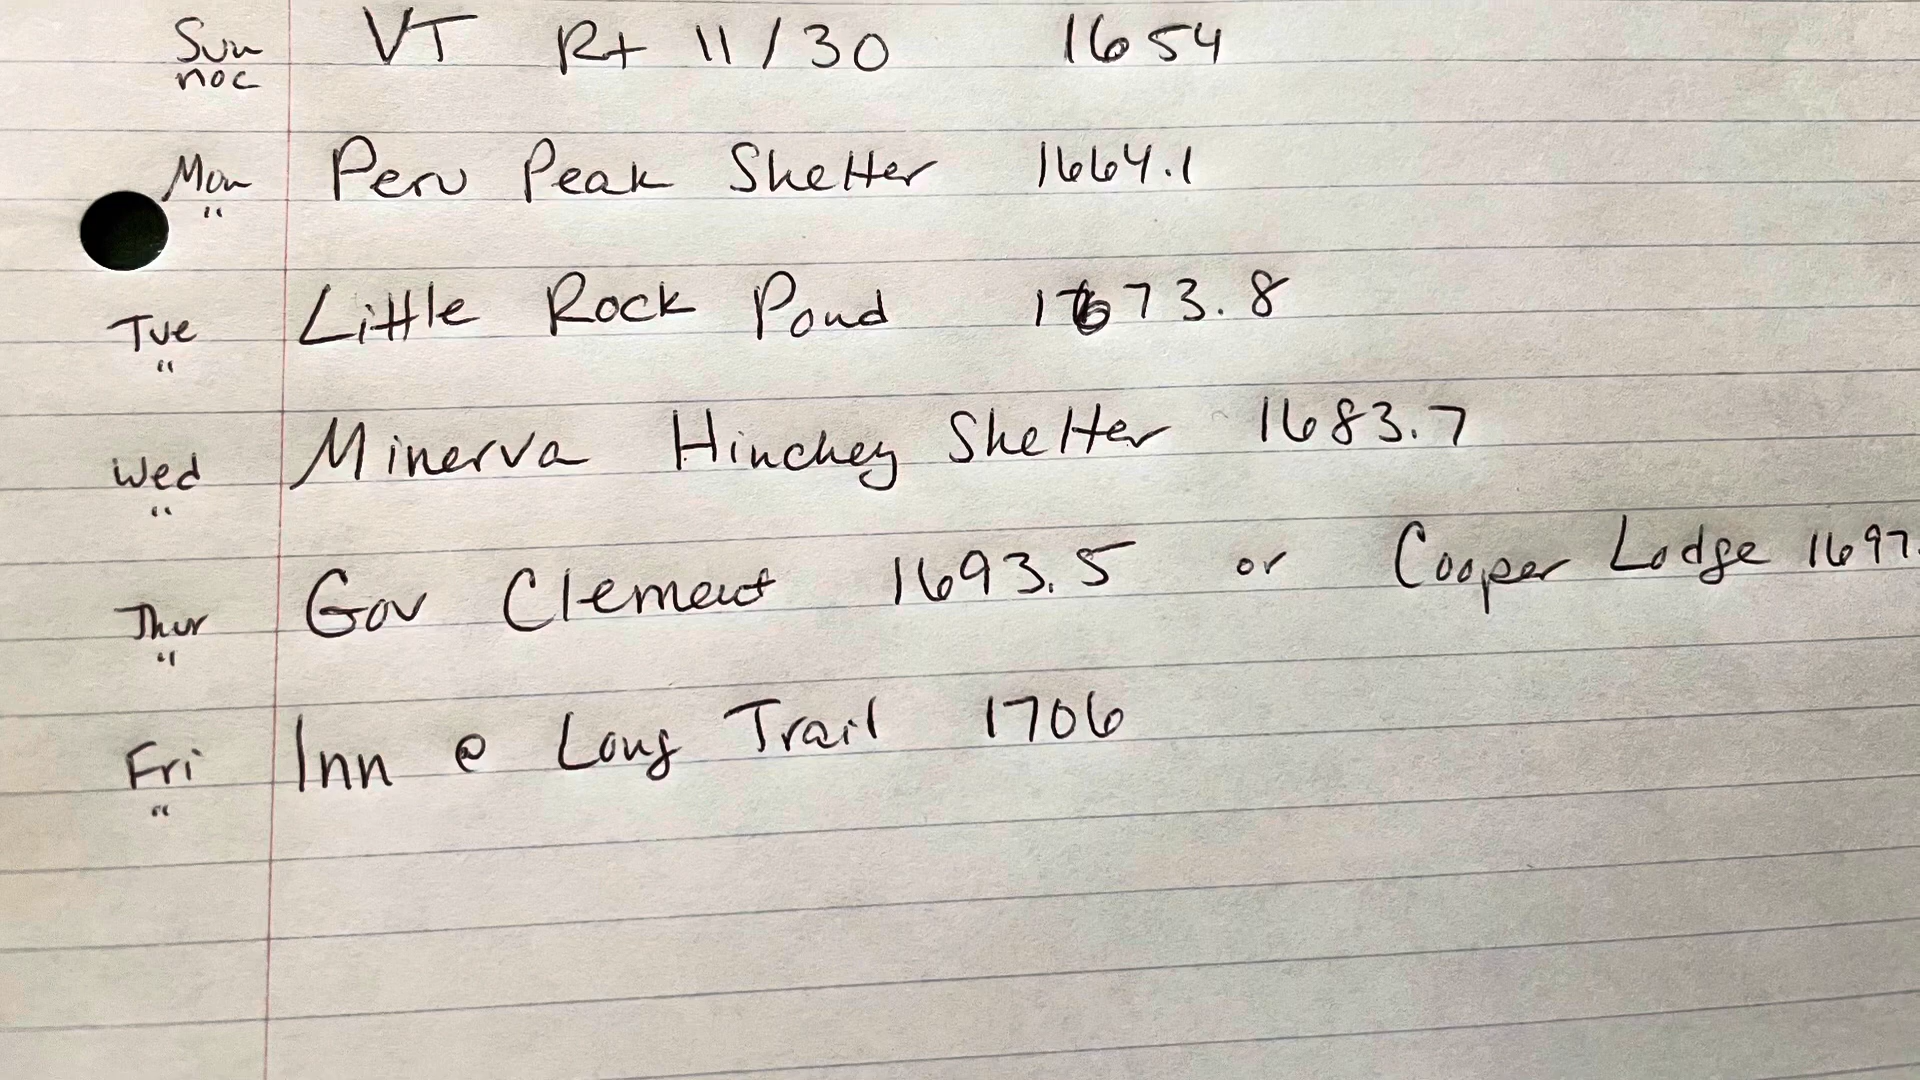 Sun VT Rt 11/30 1654
noc
Mon Peru Peak Shelter 1664.1
"
Tue Little Rock Pond 1673.8
"
Wed Minerva Hinchey Shelter 1683.7
"
Thur Gov Clement 1693.5 or Cooper Lodge 1697.
"
Fri Inn @ Long Trail 1706
"